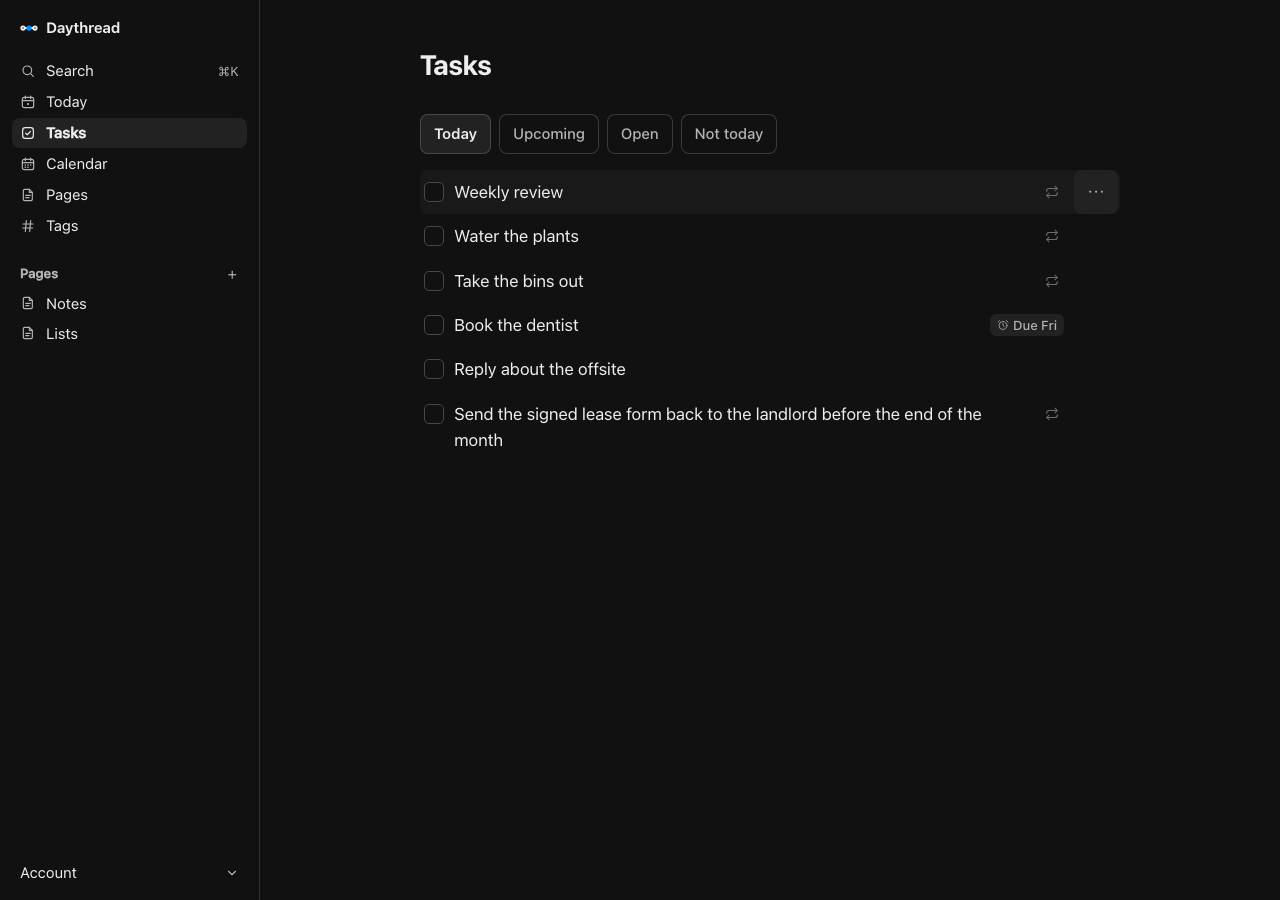 Daythread
Search ⌘K
Today
Tasks
Calendar
Pages
Tags
Pages +
Notes
Lists
Account
Tasks
Today Upcoming Open Not today
Weekly review ···
Water the plants
Take the bins out
Book the dentist Due Fri
Reply about the offsite
Send the signed lease form back to the landlord before the end of the
month